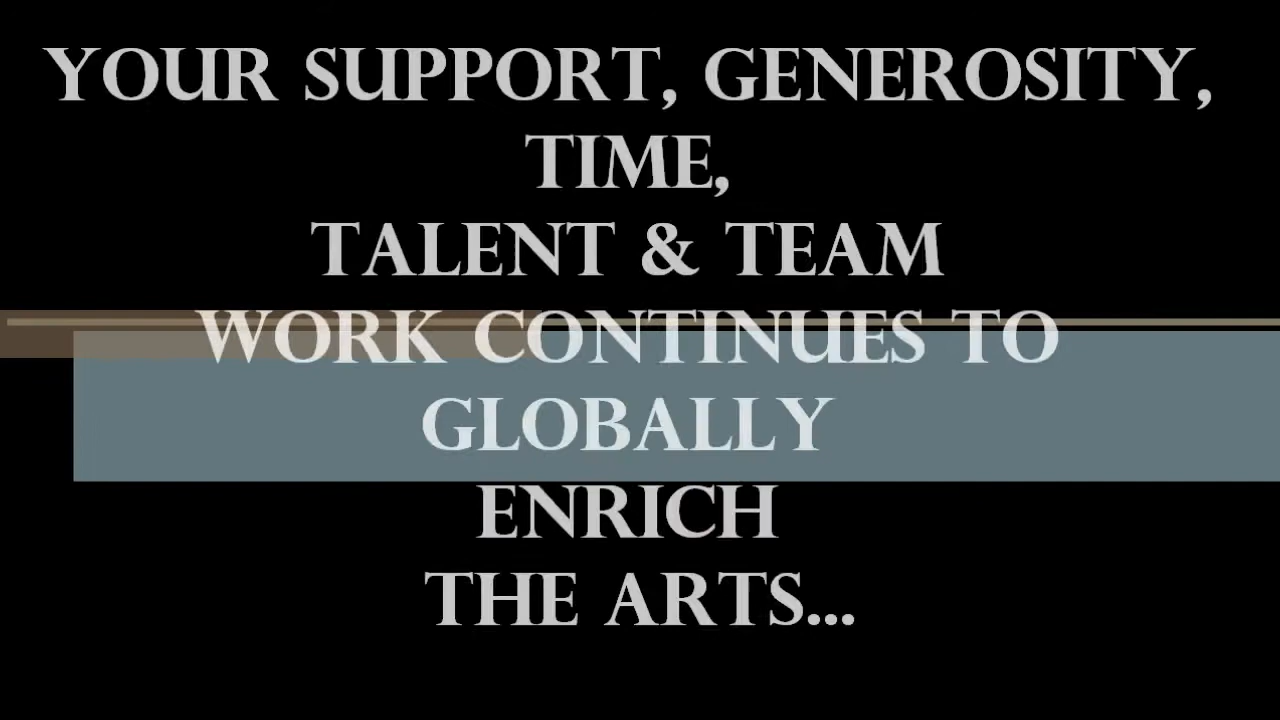 YOUR SUPPORT, GENEROSITY,
TIME,
TALENT & TEAM
WORK CONTINUES TO
GLOBALLY
ENRICH
THE ARTS...